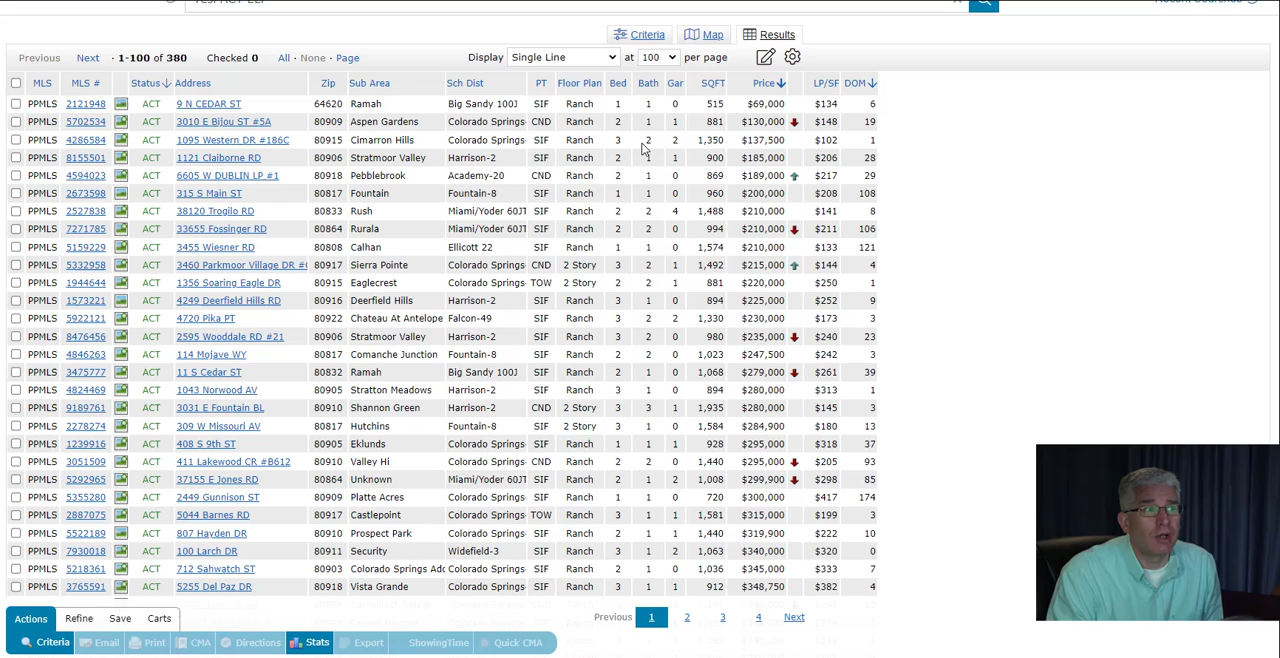 Criteria Map Results
Previous Next · 1-100 of 380 Checked 0 All · None · Page Display Single Line at 100 per page
MLS MLS # Status Address Zip Sub Area Sch Dist PT Floor Plan Bed Bath Gar SQFT Price LP/SF DOM
PPMLS 2121948 ACT 9 N CEDAR ST 64620 Ramah Big Sandy 100J SIF Ranch 1 1 0 515 $69,000 $134 6
PPMLS 5702534 ACT 3010 E Bijou ST #5A 80909 Aspen Gardens Colorado Springs- CND Ranch 2 1 1 881 $130,000 $148 19
PPMLS 4286584 ACT 1095 Western DR #186C 80915 Cimarron Hills Colorado Springs- SIF Ranch 3 2 2 1,350 $137,500 $102 1
PPMLS 8155501 ACT 1121 Claiborne RD 80906 Stratmoor Valley Harrison-2 SIF Ranch 2 1 1 900 $185,000 $206 28
PPMLS 4594023 ACT 6605 W DUBLIN LP #1 80918 Pebblebrook Academy-20 CND Ranch 2 1 0 869 $189,000 $217 29
PPMLS 2673598 ACT 315 S Main ST 80817 Fountain Fountain-8 SIF Ranch 1 1 0 960 $200,000 $208 108
PPMLS 2527838 ACT 38120 Trogilo RD 80833 Rush Miami/Yoder 60JT SIF Ranch 2 2 4 1,488 $210,000 $141 8
PPMLS 7271785 ACT 33655 Fossinger RD 80864 Rurala Miami/Yoder 60JT SIF Ranch 2 2 0 994 $210,000 $211 106
PPMLS 5159229 ACT 3455 Wiesner RD 80808 Calhan Ellicott 22 SIF Ranch 1 1 0 1,574 $210,000 $133 121
PPMLS 5332958 ACT 3460 Parkmoor Village DR #( 80917 Sierra Pointe Colorado Springs- CND 2 Story 3 2 1 1,492 $215,000 $144 4
PPMLS 1944644 ACT 1356 Soaring Eagle DR 80915 Eaglecrest Colorado Springs- TOW 2 Story 2 2 1 881 $220,000 $250 1
PPMLS 1573221 ACT 4249 Deerfield Hills RD 80916 Deerfield Hills Harrison-2 SIF Ranch 3 1 0 894 $225,000 $252 9
PPMLS 5922121 ACT 4720 Pika PT 80922 Chateau At Antelope Falcon-49 SIF Ranch 3 2 2 1,330 $230,000 $173 3
PPMLS 8476456 ACT 2595 Wooddale RD #21 80906 Stratmoor Valley Harrison-2 SIF Ranch 3 2 0 980 $235,000 $240 23
PPMLS 4846263 ACT 114 Mojave WY 80817 Comanche Junction Fountain-8 SIF Ranch 2 2 0 1,023 $247,500 $242 3
PPMLS 3475777 ACT 11 S Cedar ST 80832 Ramah Big Sandy 100J SIF Ranch 2 1 0 1,068 $279,000 $261 39
PPMLS 4824469 ACT 1043 Norwood AV 80905 Stratton Meadows Harrison-2 SIF Ranch 3 1 0 894 $280,000 $313 1
PPMLS 9189761 ACT 3031 E Fountain BL 80910 Shannon Green Harrison-2 CND 2 Story 3 3 1 1,935 $280,000 $145 3
PPMLS 2278274 ACT 309 W Missouri AV 80817 Hutchins Fountain-8 SIF 2 Story 3 2 0 1,584 $284,900 $180 13
PPMLS 1239916 ACT 408 S 9th ST 80905 Eklunds Colorado Springs- SIF Ranch 1 1 0 928 $295,000 $318 37
PPMLS 3051509 ACT 411 Lakewood CR #B612 80910 Valley Hi Colorado Springs- CND Ranch 2 2 0 1,440 $295,000 $205 93
PPMLS 5292965 ACT 37155 E Jones RD 80864 Unknown Miami/Yoder 60JT SIF Ranch 2 1 2 1,008 $299,900 $298 85
PPMLS 5355280 ACT 2449 Gunnison ST 80909 Platte Acres Colorado Springs- SIF Ranch 1 1 0 720 $300,000 $417 174
PPMLS 2887075 ACT 5044 Barnes RD 80917 Castlepoint Colorado Springs- TOW Ranch 3 1 1 1,581 $315,000 $199 3
PPMLS 5522189 ACT 807 Hayden DR 80910 Prospect Park Colorado Springs- SIF Ranch 2 1 0 1,440 $319,900 $222 10
PPMLS 7930018 ACT 100 Larch DR 80911 Security Widefield-3 SIF Ranch 3 1 2 1,063 $340,000 $320 0
PPMLS 5218361 ACT 712 Sahwatch ST 80903 Colorado Springs Adc Colorado Springs- SIF Ranch 2 1 0 1,036 $345,000 $333 7
PPMLS 3765591 ACT 5255 Del Paz DR 80918 Vista Grande Colorado Springs- SIF Ranch 3 1 1 912 $348,750 $382 4
Actions Refine Save Carts Previous 1 2 3 4 Next
Criteria Email Print CMA Directions Stats Export ShowingTime Quick CMA